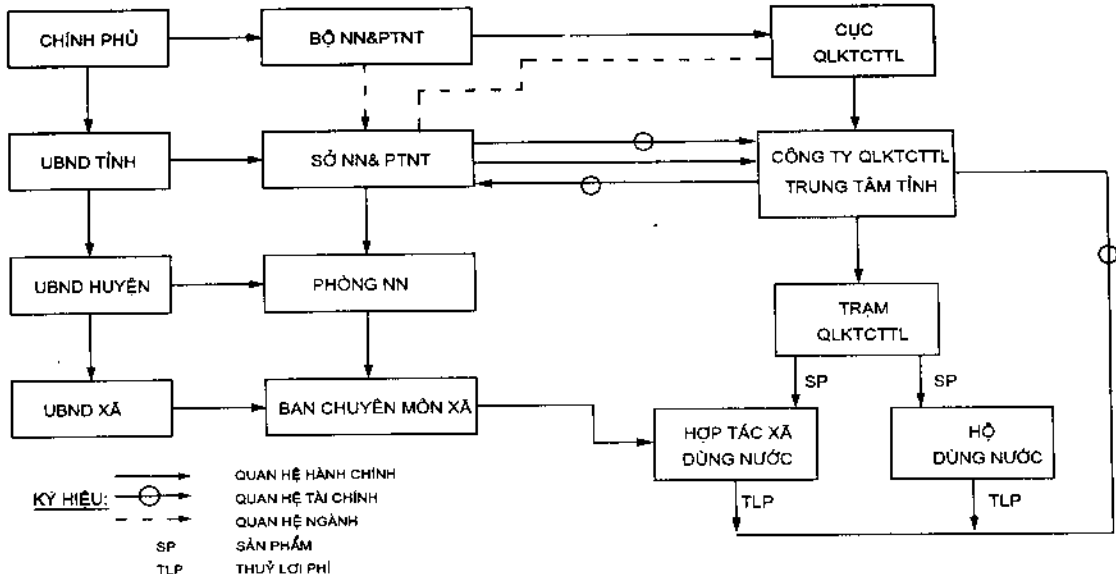 CHÍNH PHỦ
BỘ NN&PTNT
CỤC
QLKTCTTL
UBND TỈNH
SỞ NN& PTNT
CÔNG TY QLKTCTTL
TRUNG TÂM TỈNH
UBND HUYỆN
PHÒNG NN
TRẠM
QLKTCTTL
SP
SP
UBND XÃ
BAN CHUYÊN MÔN XÃ
HỢP TÁC XÃ
DÙNG NƯỚC
HỘ
DÙNG NƯỚC
TLP
TLP
KÝ HIỆU:
QUAN HỆ HÀNH CHÍNH
QUAN HỆ TÀI CHÍNH
QUAN HỆ NGÀNH
SP SẢN PHẨM
TLP THUỶ LỢI PHÍ